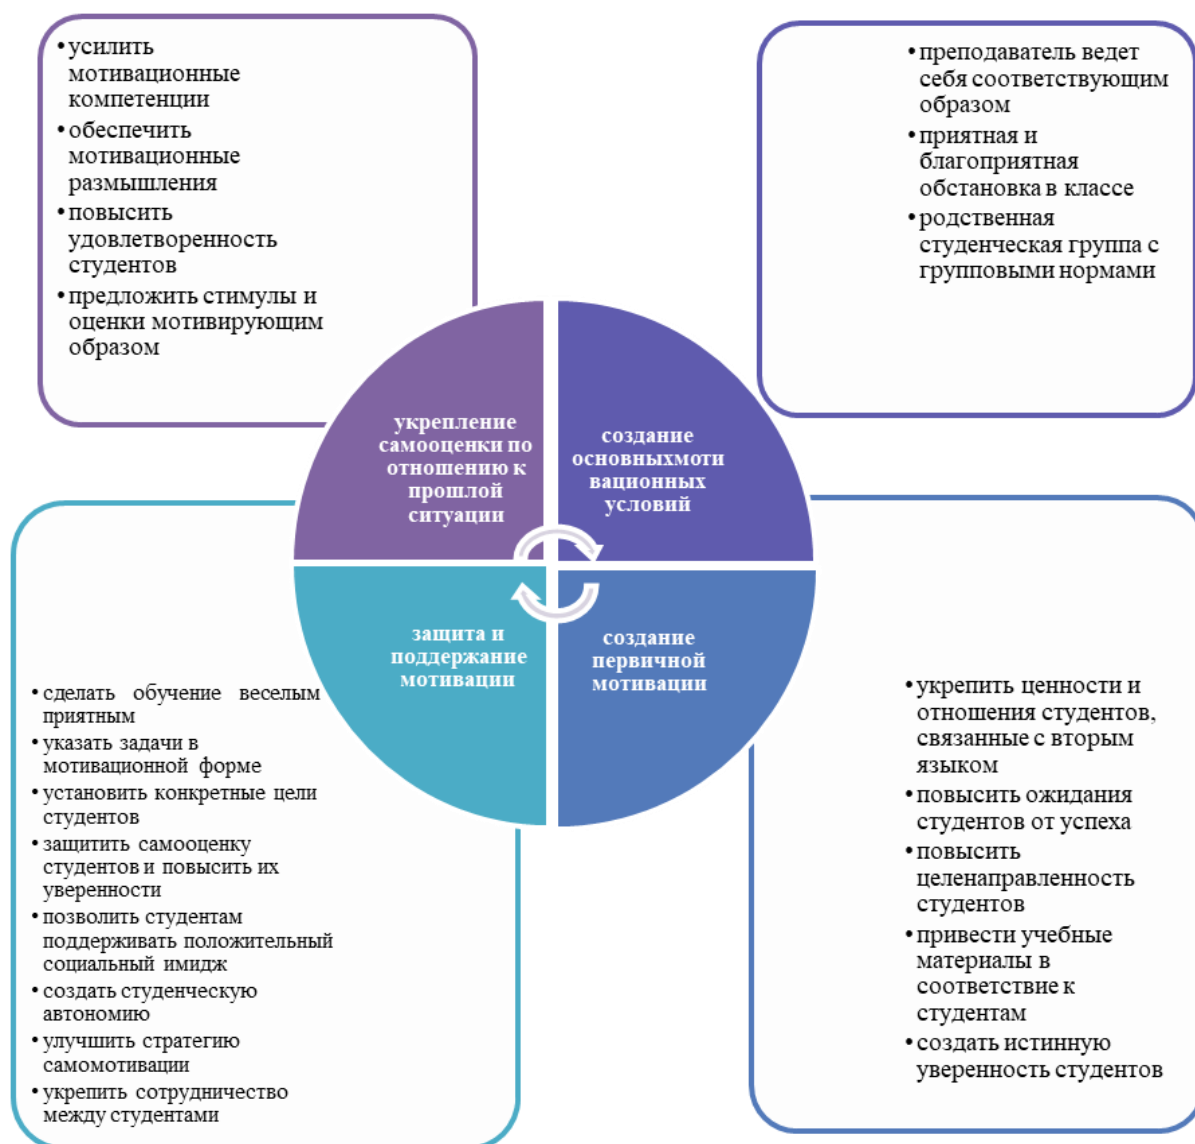 •усилить
мотивационные
компетенции
•обеспечить
мотивационные
размышления
•повысить
удовлетворенность
студентов
•предложить стимулы и
оценки мотивирующим
образом
•преподаватель ведет
себя соответствующим
образом
•приятная и
благоприятная
обстановка в классе
•родственная
студенческая группа с
групповыми нормами
укрепление
самооценки по
отношению к
прошлой
ситуации
создание
основныхмоти
вационных
условий
защита и
поддержание
мотивации
создание
первичной
мотивации
•сделать обучение веселым
приятным
•указать задачи в
мотивационной форме
•установить конкретные цели
студентов
•защитить самооценку
студентов и повысить их
уверенности
•позволить студентам
поддерживать положительный
социальный имидж
•создать студенческую
автономию
•улучшить стратегию
самомотивации
•укрепить сотрудничество
между студентами
•укрепить ценности и
отношения студентов,
связанные с вторым
языком
•повысить ожидания
студентов от успеха
•повысить
целенаправленность
студентов
•привести учебные
материалы в
соответствие к
студентам
•создать истинную
уверенность студентов